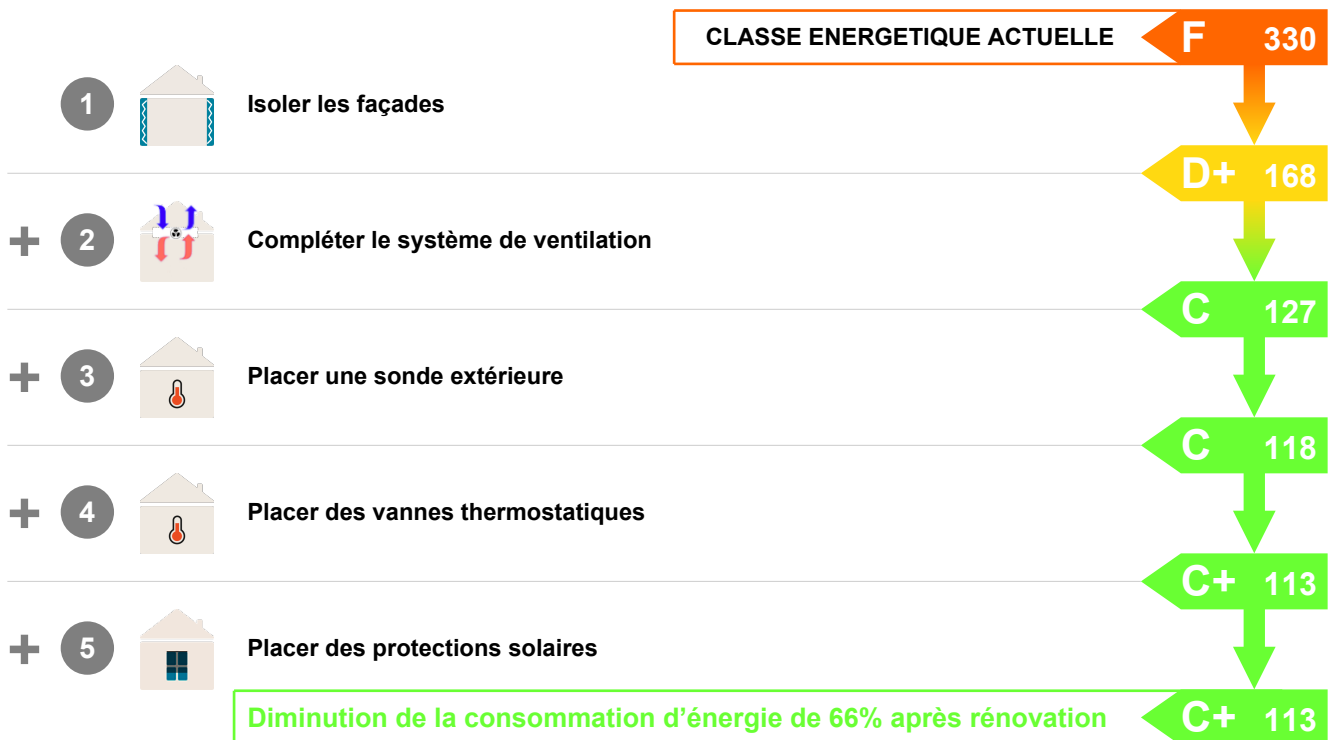 CLASSE ENERGETIQUE ACTUELLE F 330
1 Isoler les façades
D+ 168
+ 2 Compléter le système de ventilation
C 127
+ 3 Placer une sonde extérieure
C 118
+ 4 Placer des vannes thermostatiques
C+ 113
+ 5 Placer des protections solaires
Diminution de la consommation d’énergie de 66% après rénovation C+ 113